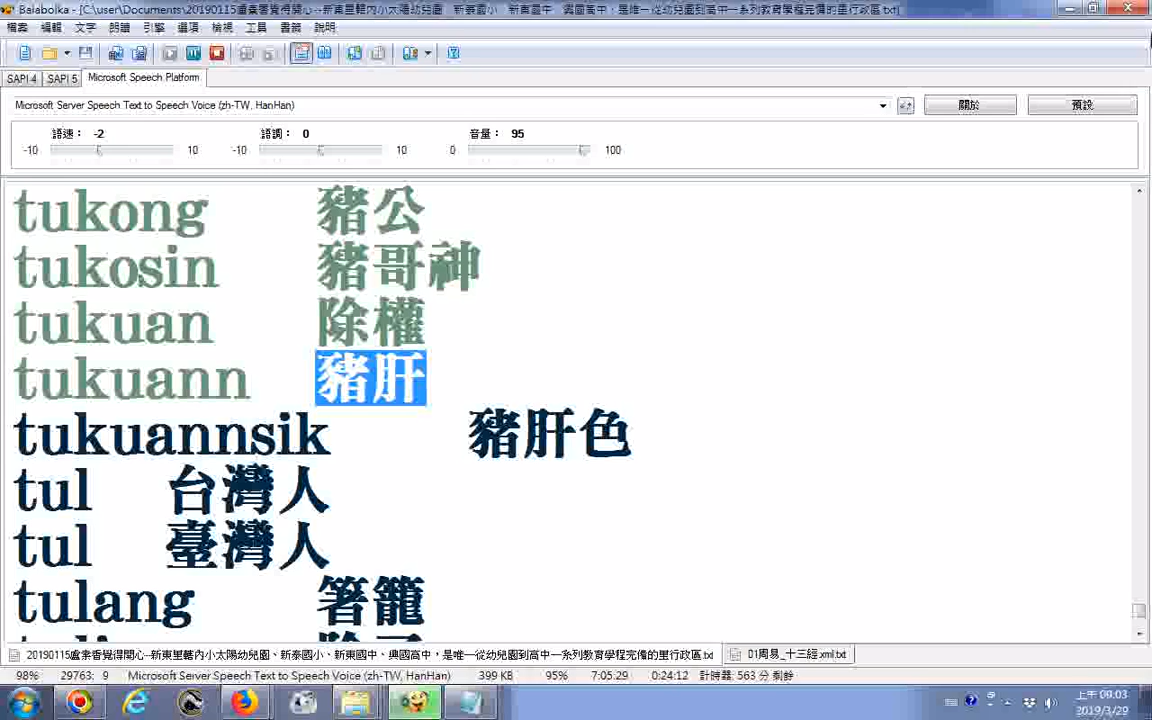 Balabolka - [C:\user\Documents\20190115盧紊香覺得開心--新東里轄內小太陽幼兒園、新泰國小、新東國中、興國高中，是唯一從幼兒園到高中一系列教育學程完備的里行政區.txt]
檔案 編輯 文字 朗讀 引擎 選項 檢視 工具 書籤 說明
SAPI 4 SAPI 5 Microsoft Speech Platform
Microsoft Server Speech Text to Speech Voice (zh-TW, HanHan) 關於 預設
語速： -2 語調： 0 音量： 95
-10 10 -10 10 0 100
tukong 豬公
tukosin 豬哥神
tukuan 除權
tukuann 豬肝
tukuannsik 豬肝色
tul 台灣人
tul 臺灣人
tulang 箸籠
20190115盧紊香覺得開心--新東里轄內小太陽幼兒園、新泰國小、新東國中、興國高中，是唯一從幼兒園到高中一系列教育學程完備的里行政區.txt 01周易_十三經.xml.txt
98% 29763: 9 Microsoft Server Speech Text to Speech Voice (zh-TW, HanHan) 399 KB 95% 7:05:29 0:24:12 計時器: 563 分 剩餘
上午 09:03
2019/3/29